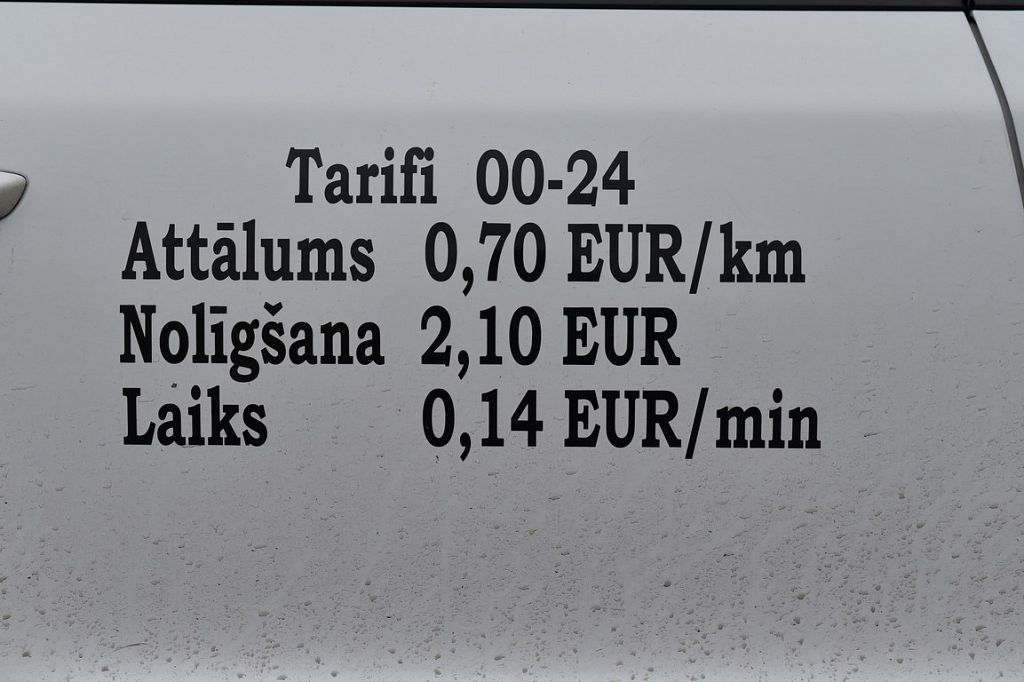 Tarifi 00-24
Attālums 0,70 EUR/km
Nolīgšana 2,10 EUR
Laiks 0,14 EUR/min